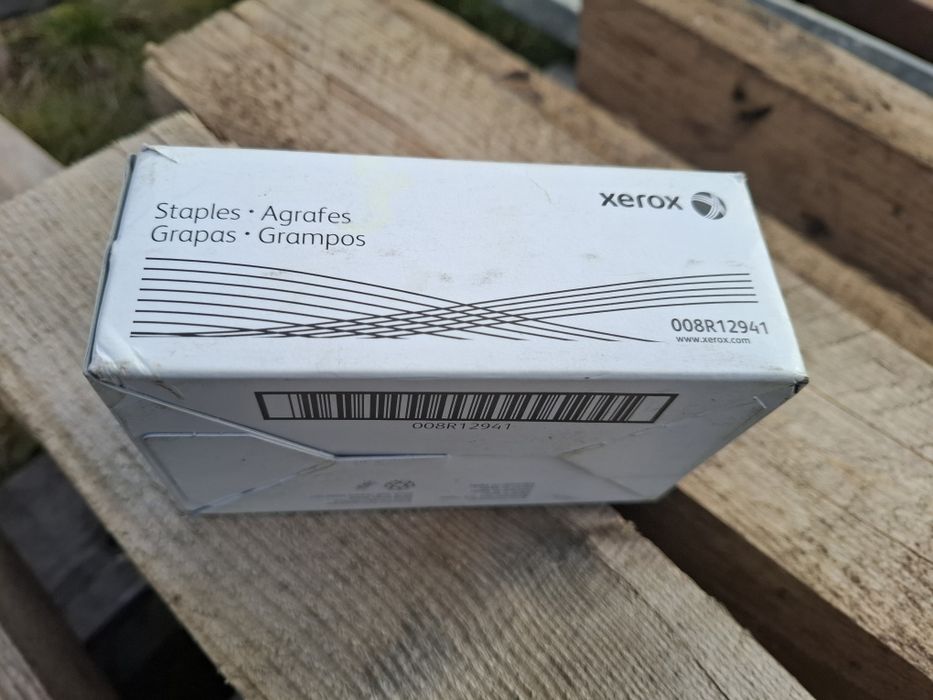 Staples · Agrafes
Grapas · Grampos
xerox
008R12941
www.xerox.com
008R12941